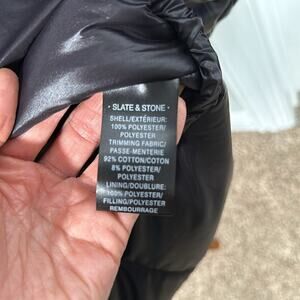 · SLATE & STONE ·
SHELL/EXTÉRIEUR:
100% POLYESTER/
POLYESTER
TRIMMING FABRIC/
PASSE-MENTERIE
92% COTTON/COTON
8% POLYESTER/
POLYESTER
LINING/DOUBLURE:
100% POLYESTER/
FILLING/POLYESTER
REMBOURRAGE